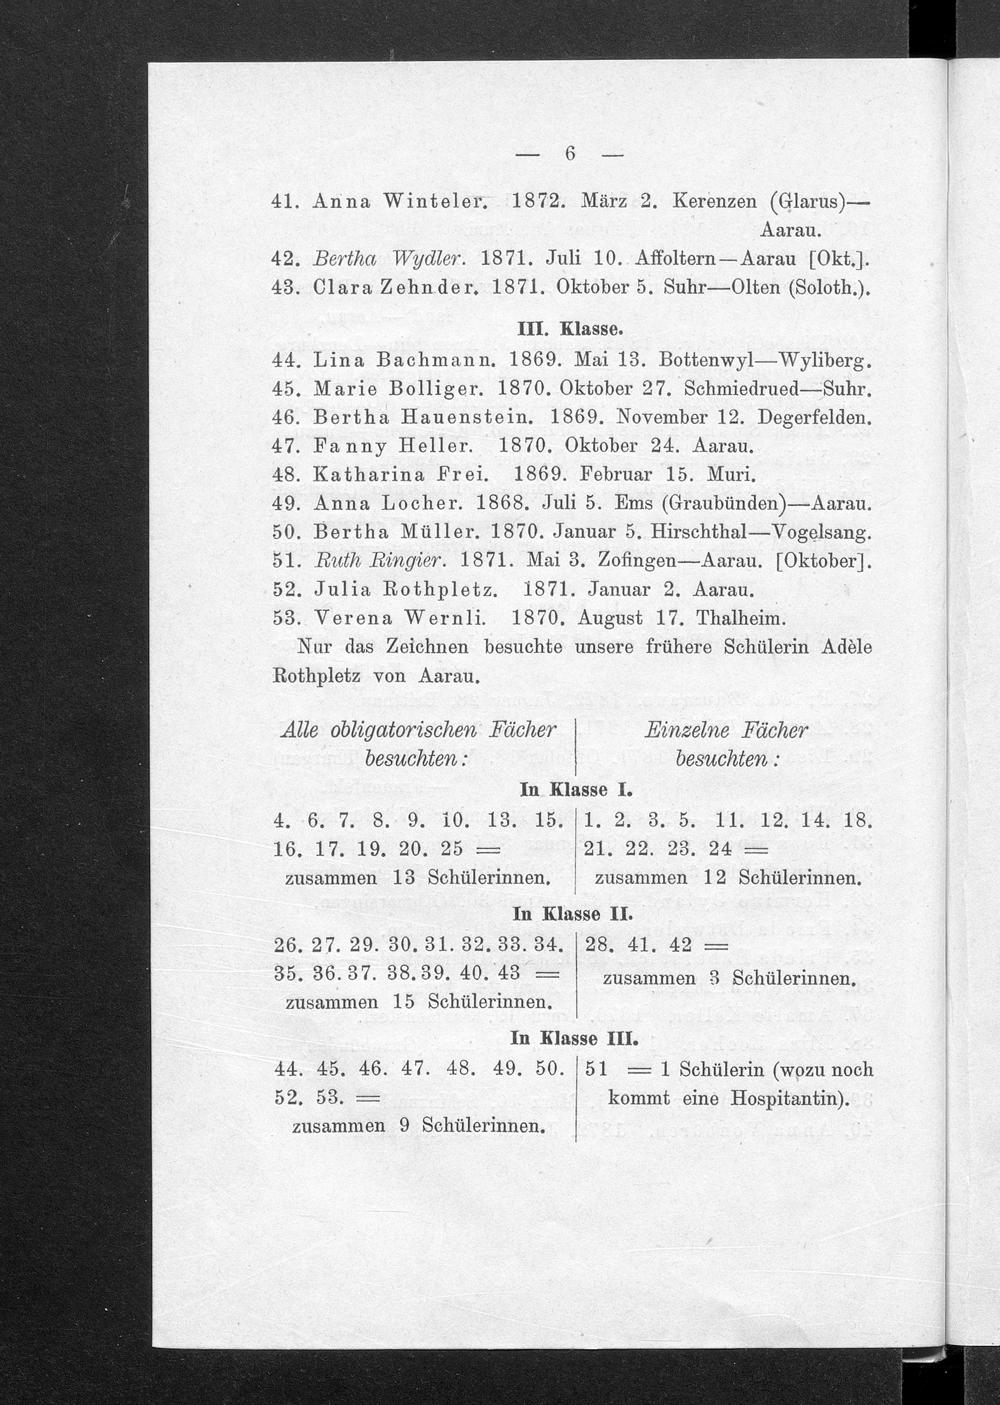 — 6 —
41. Anna Winteler. 1872. März 2. Kerenzen (Glarus)—
Aarau.
42. Bertha Wydler. 1871. Juli 10. Affoltern—Aarau [Okt.].
43. Clara Zehnder. 1871. Oktober 5. Suhr—Olten (Soloth.).
III. Klasse.
44. Lina Bachmann. 1869. Mai 13. Bottenwyl—Wyliberg.
45. Marie Bolliger. 1870. Oktober 27. Schmiedrued—Suhr.
46. Bertha Hauenstein. 1869. November 12. Degerfelden.
47. Fanny Heller. 1870. Oktober 24. Aarau.
48. Katharina Frei. 1869. Februar 15. Muri.
49. Anna Locher. 1868. Juli 5. Ems (Graubünden)—Aarau.
50. Bertha Müller. 1870. Januar 5. Hirschthal—Vogelsang.
51. Ruth Ringier. 1871. Mai 3. Zofingen—Aarau. [Oktober].
52. Julia Rothpletz. 1871. Januar 2. Aarau.
53. Verena Wernli. 1870. August 17. Thalheim.
Nur das Zeichnen besuchte unsere frühere Schülerin Adèle
Rothpletz von Aarau.
Alle obligatorischen Fächer
besuchten:
Einzelne Fächer
besuchten:
In Klasse I.
4. 6. 7. 8. 9. 10. 13. 15.
16. 17. 19. 20. 25 =
zusammen 13 Schülerinnen.
1. 2. 3. 5. 11. 12. 14. 18.
21. 22. 23. 24 =
zusammen 12 Schülerinnen.
In Klasse II.
26. 27. 29. 30. 31. 32. 33. 34.
35. 36. 37. 38. 39. 40. 43 =
zusammen 15 Schülerinnen.
28. 41. 42 =
zusammen 3 Schülerinnen.
In Klasse III.
44. 45. 46. 47. 48. 49. 50.
52. 53. =
zusammen 9 Schülerinnen.
51 = 1 Schülerin (wozu noch
kommt eine Hospitantin).